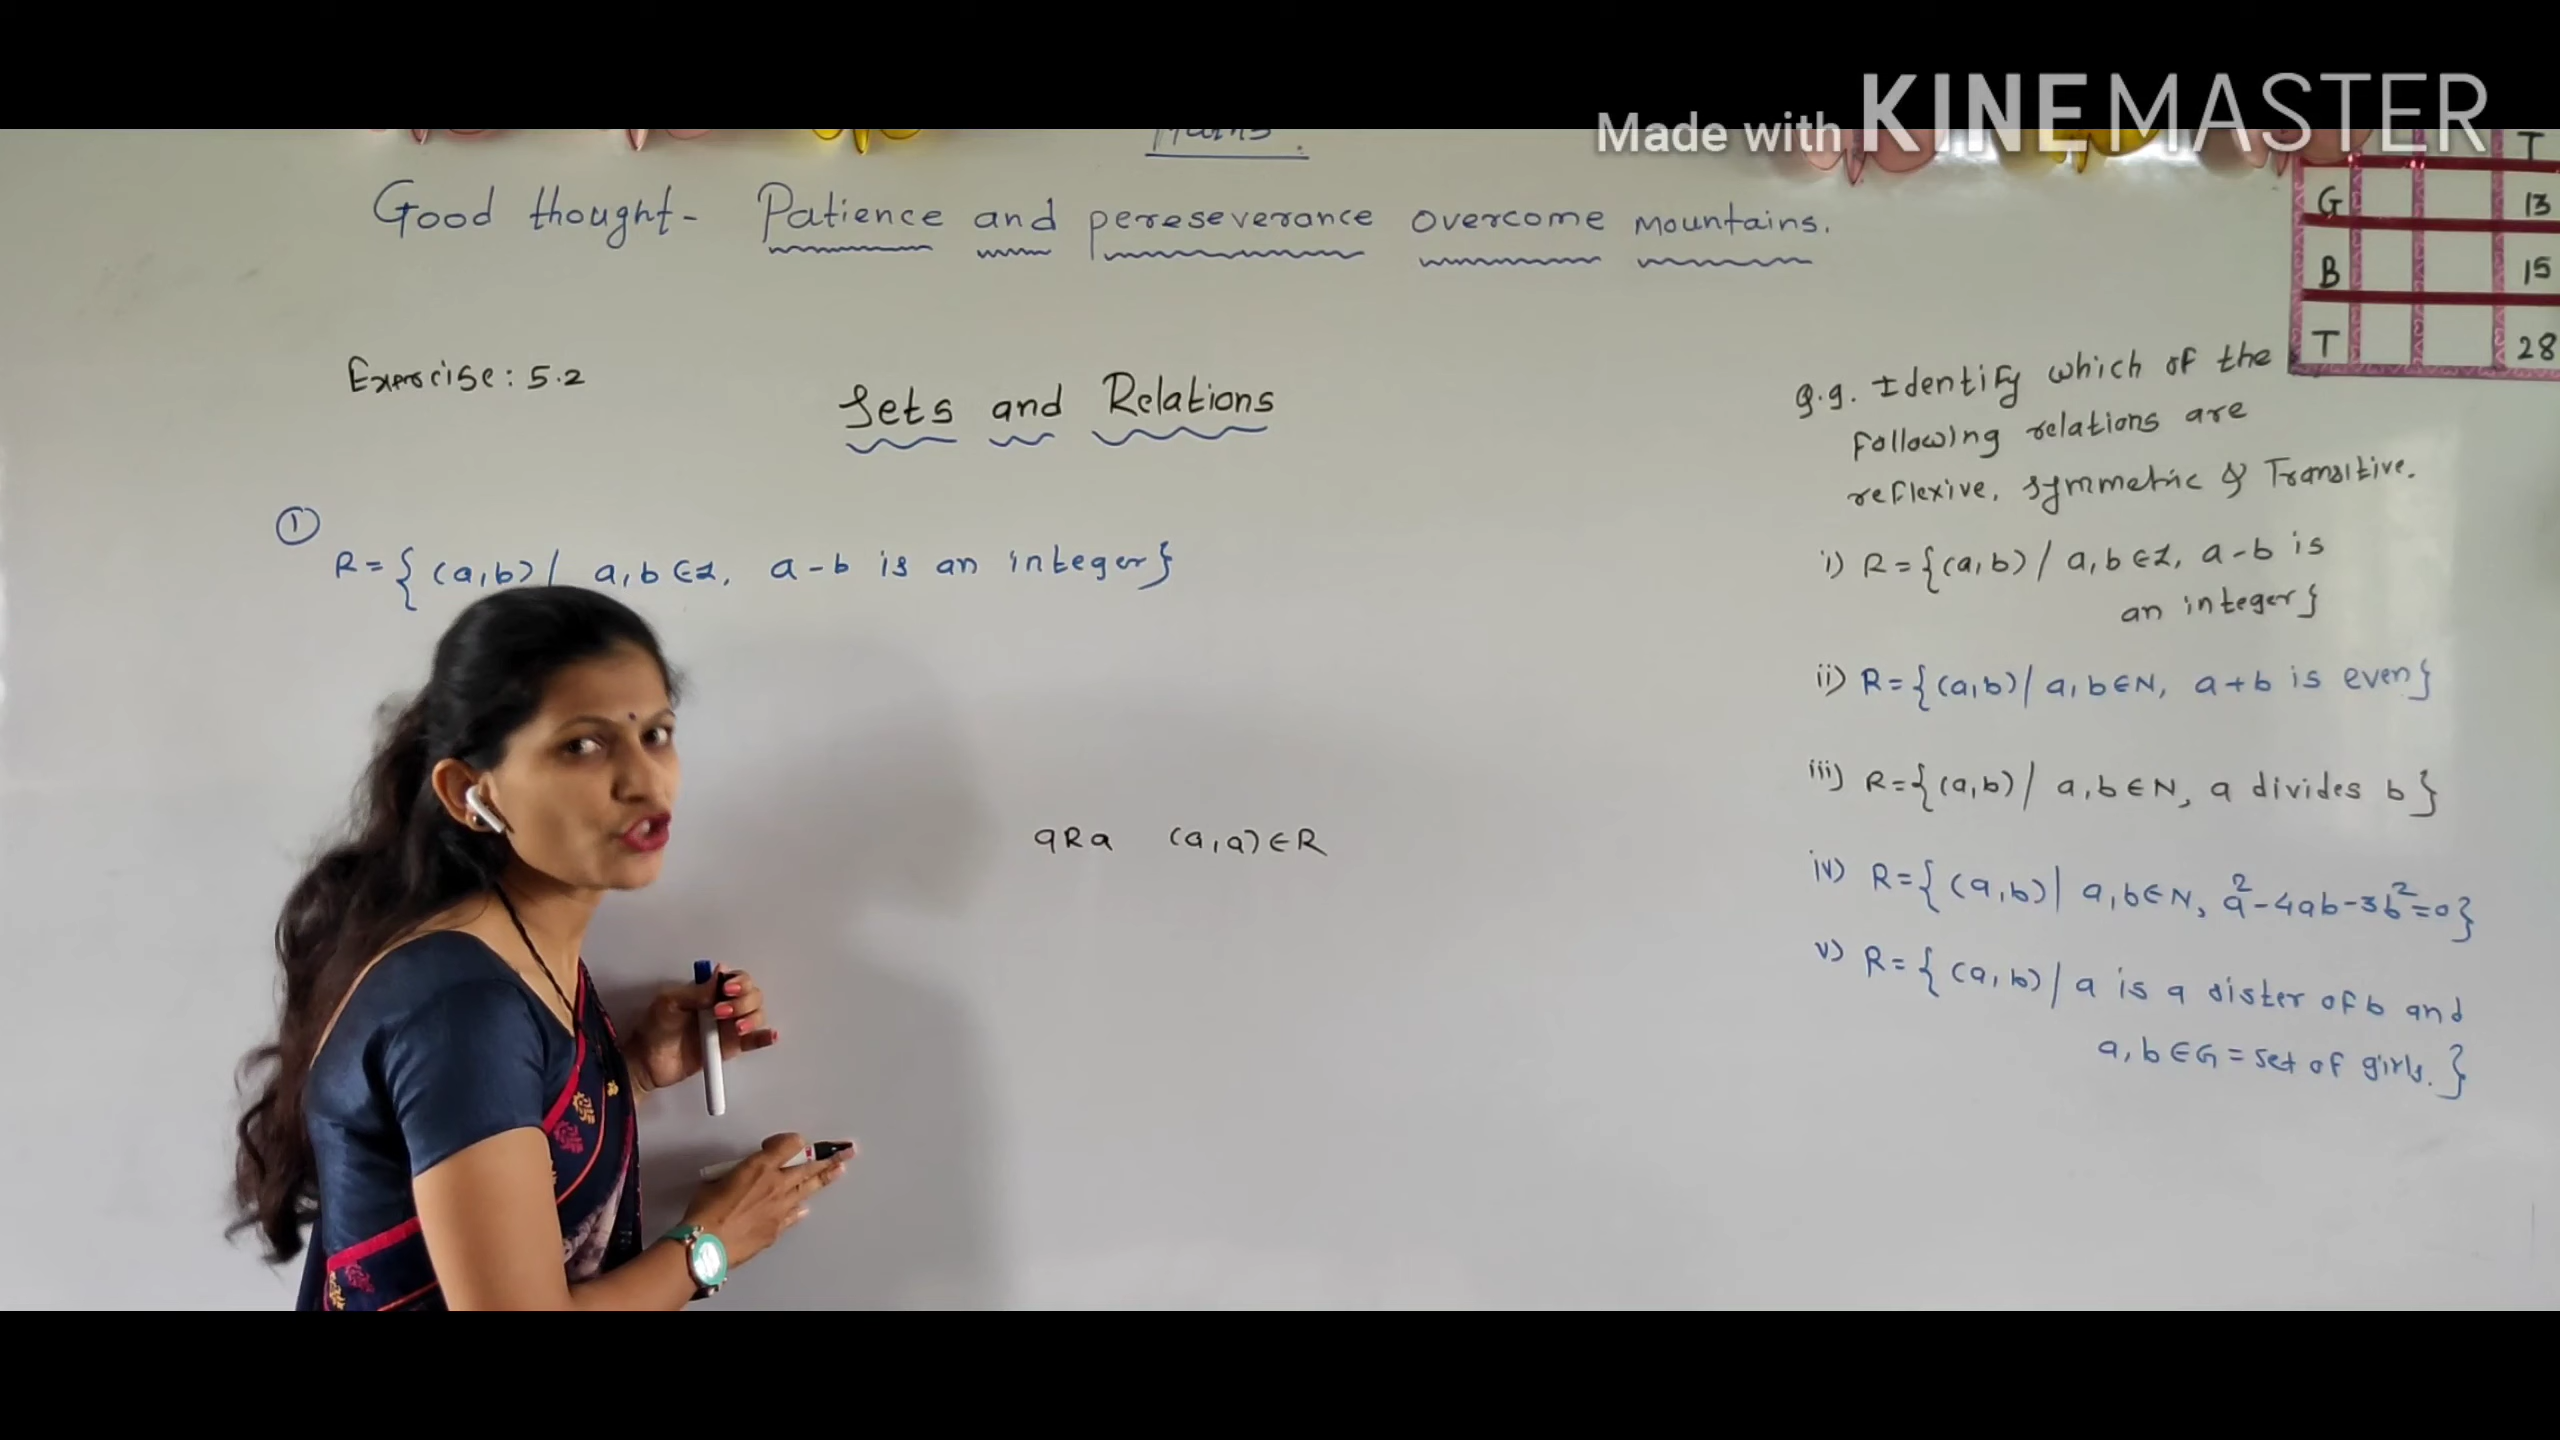 Made with KINEMASTER
T
Good thought- Patience and pereseverance overcome mountains.
G 13
B 15
T 28
Exercise: 5.2
Sets and Relations
① R={(a,b)/ a,b∈Z, a-b is an integer}
aRa (a,a)∈R
Q.9. Identify which of the
following relations are
reflexive, symmetric & Transitive.
i) R={(a,b)/ a,b∈Z, a-b is
an integer}
ii) R={(a,b)/ a,b∈N, a+b is even}
iii) R={(a,b)/ a,b∈N, a divides b}
iv) R={(a,b)| a,b∈N, a²-4ab-3b²=0}
v) R={(a,b)/ a is a sister of b and
a,b∈G=set of girls.}